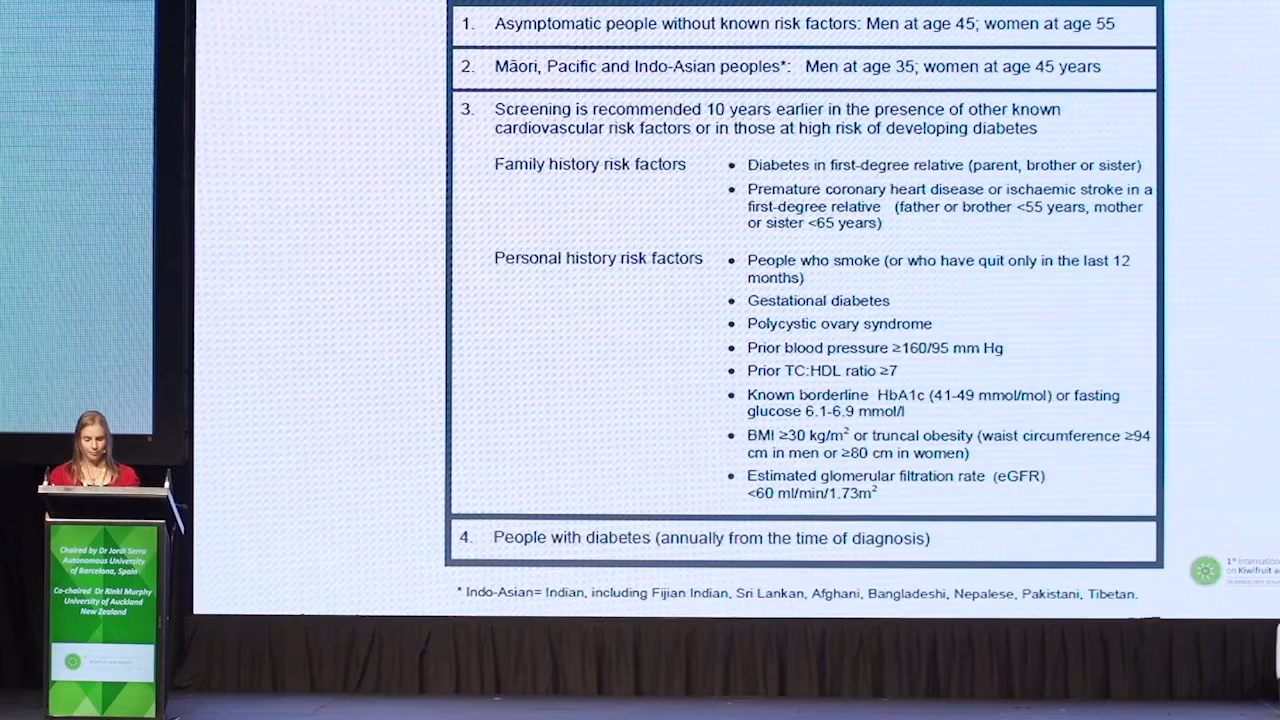 1. Asymptomatic people without known risk factors: Men at age 45; women at age 55
2. Māori, Pacific and Indo-Asian peoples*: Men at age 35; women at age 45 years
3. Screening is recommended 10 years earlier in the presence of other known
cardiovascular risk factors or in those at high risk of developing diabetes
Family history risk factors
• Diabetes in first-degree relative (parent, brother or sister)
• Premature coronary heart disease or ischaemic stroke in a
first-degree relative (father or brother <55 years, mother
or sister <65 years)
Personal history risk factors
• People who smoke (or who have quit only in the last 12
months)
• Gestational diabetes
• Polycystic ovary syndrome
• Prior blood pressure ≥160/95 mm Hg
• Prior TC:HDL ratio ≥7
• Known borderline HbA1c (41-49 mmol/mol) or fasting
glucose 6.1-6.9 mmol/l
• BMI ≥30 kg/m² or truncal obesity (waist circumference ≥94
cm in men or ≥80 cm in women)
• Estimated glomerular filtration rate (eGFR)
<60 ml/min/1.73m²
4. People with diabetes (annually from the time of diagnosis)
* Indo-Asian= Indian, including Fijian Indian, Sri Lankan, Afghani, Bangladeshi, Nepalese, Pakistani, Tibetan.
1st Internation
on Kiwifruit a
Chaired by Dr Jordi Serra
Autonomous University
of Barcelona, Spain
Co-chaired Dr Rinki Murphy
University of Auckland
New Zealand